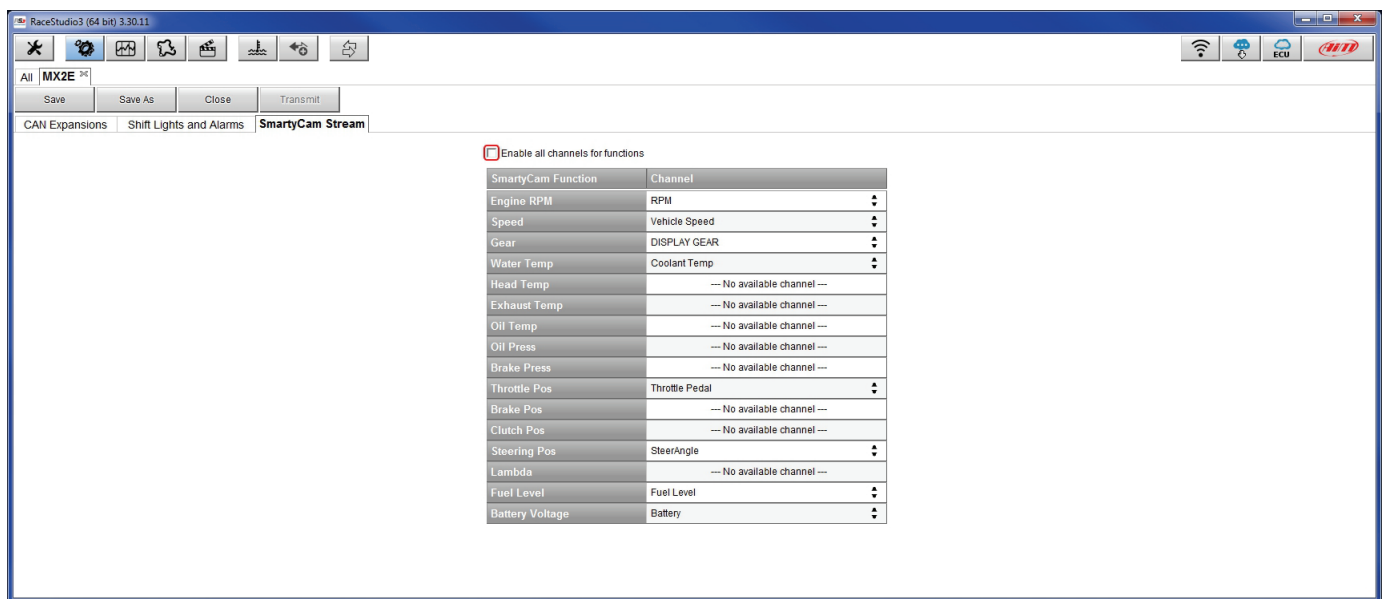 RaceStudio3 (64 bit) 3.30.11
ECU AiM
All MX2E
Save Save As Close Transmit
CAN Expansions Shift Lights and Alarms SmartyCam Stream
Enable all channels for functions
SmartyCam Function Channel
Engine RPM RPM
Speed Vehicle Speed
Gear DISPLAY GEAR
Water Temp Coolant Temp
Head Temp --- No available channel ---
Exhaust Temp --- No available channel ---
Oil Temp --- No available channel ---
Oil Press --- No available channel ---
Brake Press --- No available channel ---
Throttle Pos Throttle Pedal
Brake Pos --- No available channel ---
Clutch Pos --- No available channel ---
Steering Pos SteerAngle
Lambda --- No available channel ---
Fuel Level Fuel Level
Battery Voltage Battery